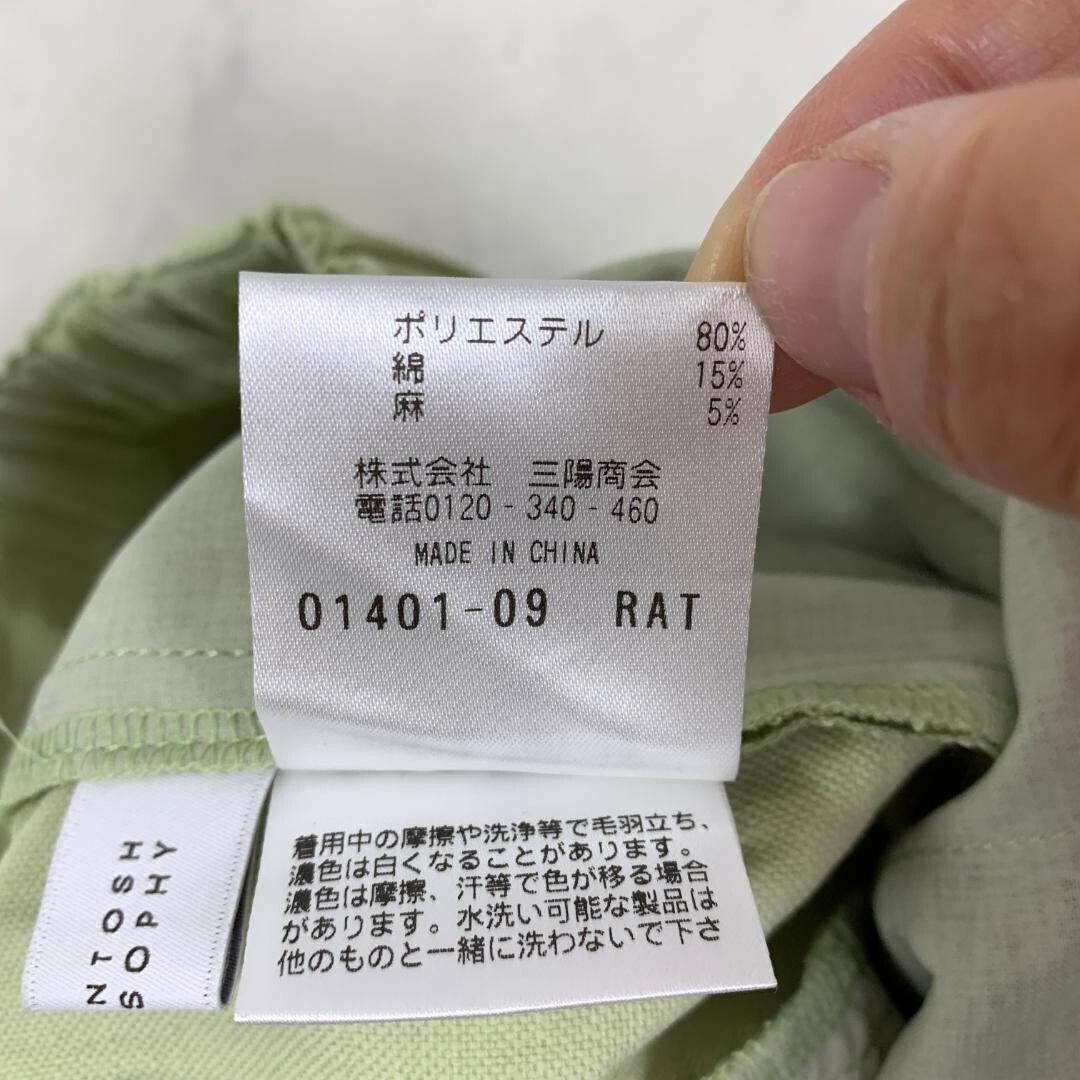 ポリエステル 80%
綿 15%
麻 5%
株式会社 三陽商会
電話0120-340-460
MADE IN CHINA
01401-09 RAT
着用中の摩擦や洗浄等で毛羽立ち、
濃色は白くなることがあります。
濃色は摩擦、汗等で色が移る場合
があります。水洗い可能な製品は
他のものと一緒に洗わないで下さ
NTOSH
SOPHY